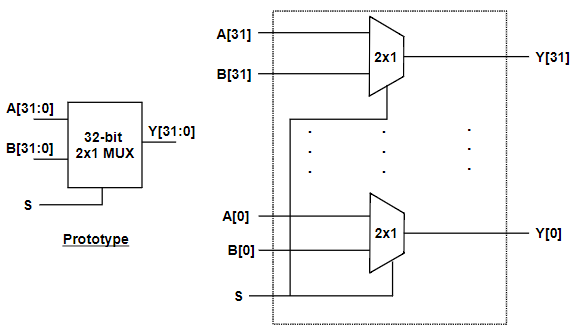 A[31:0]
B[31:0]
32-bit
2x1 MUX
Y[31:0]
S
Prototype
A[31]
B[31]
2x1
Y[31]
A[0]
B[0]
2x1
Y[0]
S